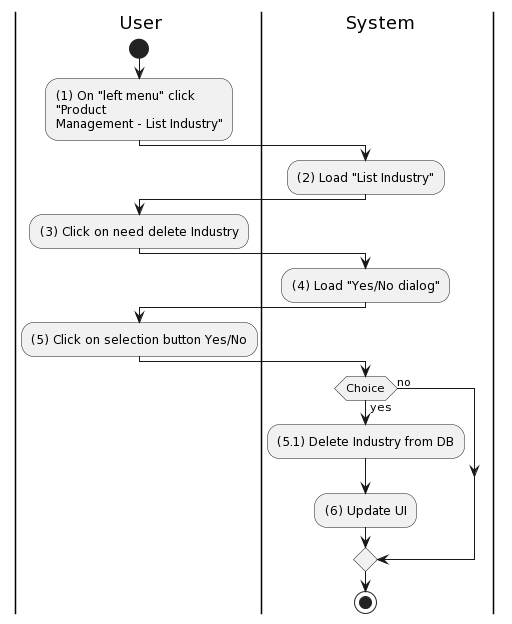 User
System
(1) On "left menu" click
"Product
Management - List Industry"
(2) Load "List Industry"
(3) Click on need delete Industry
(4) Load "Yes/No dialog"
(5) Click on selection button Yes/No
Choice
no
yes
(5.1) Delete Industry from DB
(6) Update UI